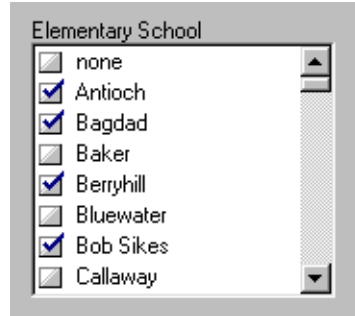 Elementary School
none
Antioch
Bagdad
Baker
Berryhill
Bluewater
Bob Sikes
Callaway